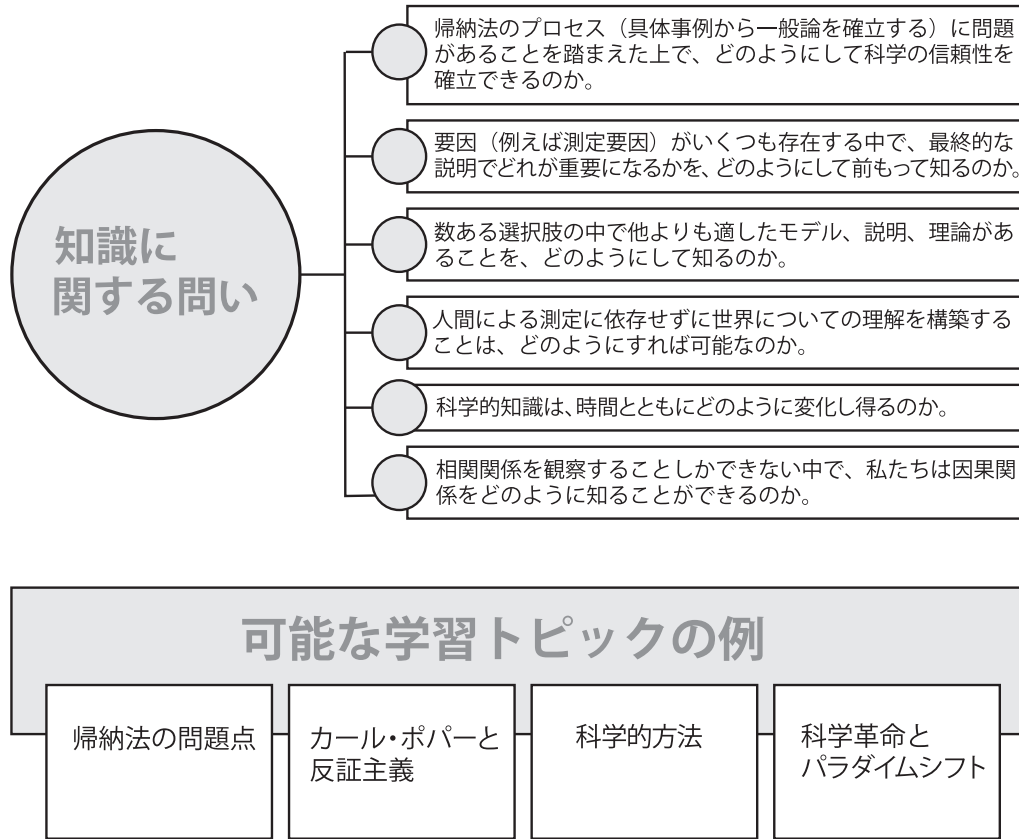 知識に
関する問い
帰納法のプロセス（具体事例から一般論を確立する）に問題
があることを踏まえた上で、どのようにして科学の信頼性を
確立できるのか。
要因（例えば測定要因）がいくつも存在する中で、最終的な
説明でどれが重要になるかを、どのようにして前もって知るのか。
数ある選択肢の中で他よりも適したモデル、説明、理論があ
ることを、どのようにして知るのか。
人間による測定に依存せずに世界についての理解を構築する
ことは、どのようにすれば可能なのか。
科学的知識は、時間とともにどのように変化し得るのか。
相関関係を観察することしかできない中で、私たちは因果関
係をどのように知ることができるのか。
可能な学習トピックの例
帰納法の問題点
カール・ポパーと
反証主義
科学的方法
科学革命と
パラダイムシフト